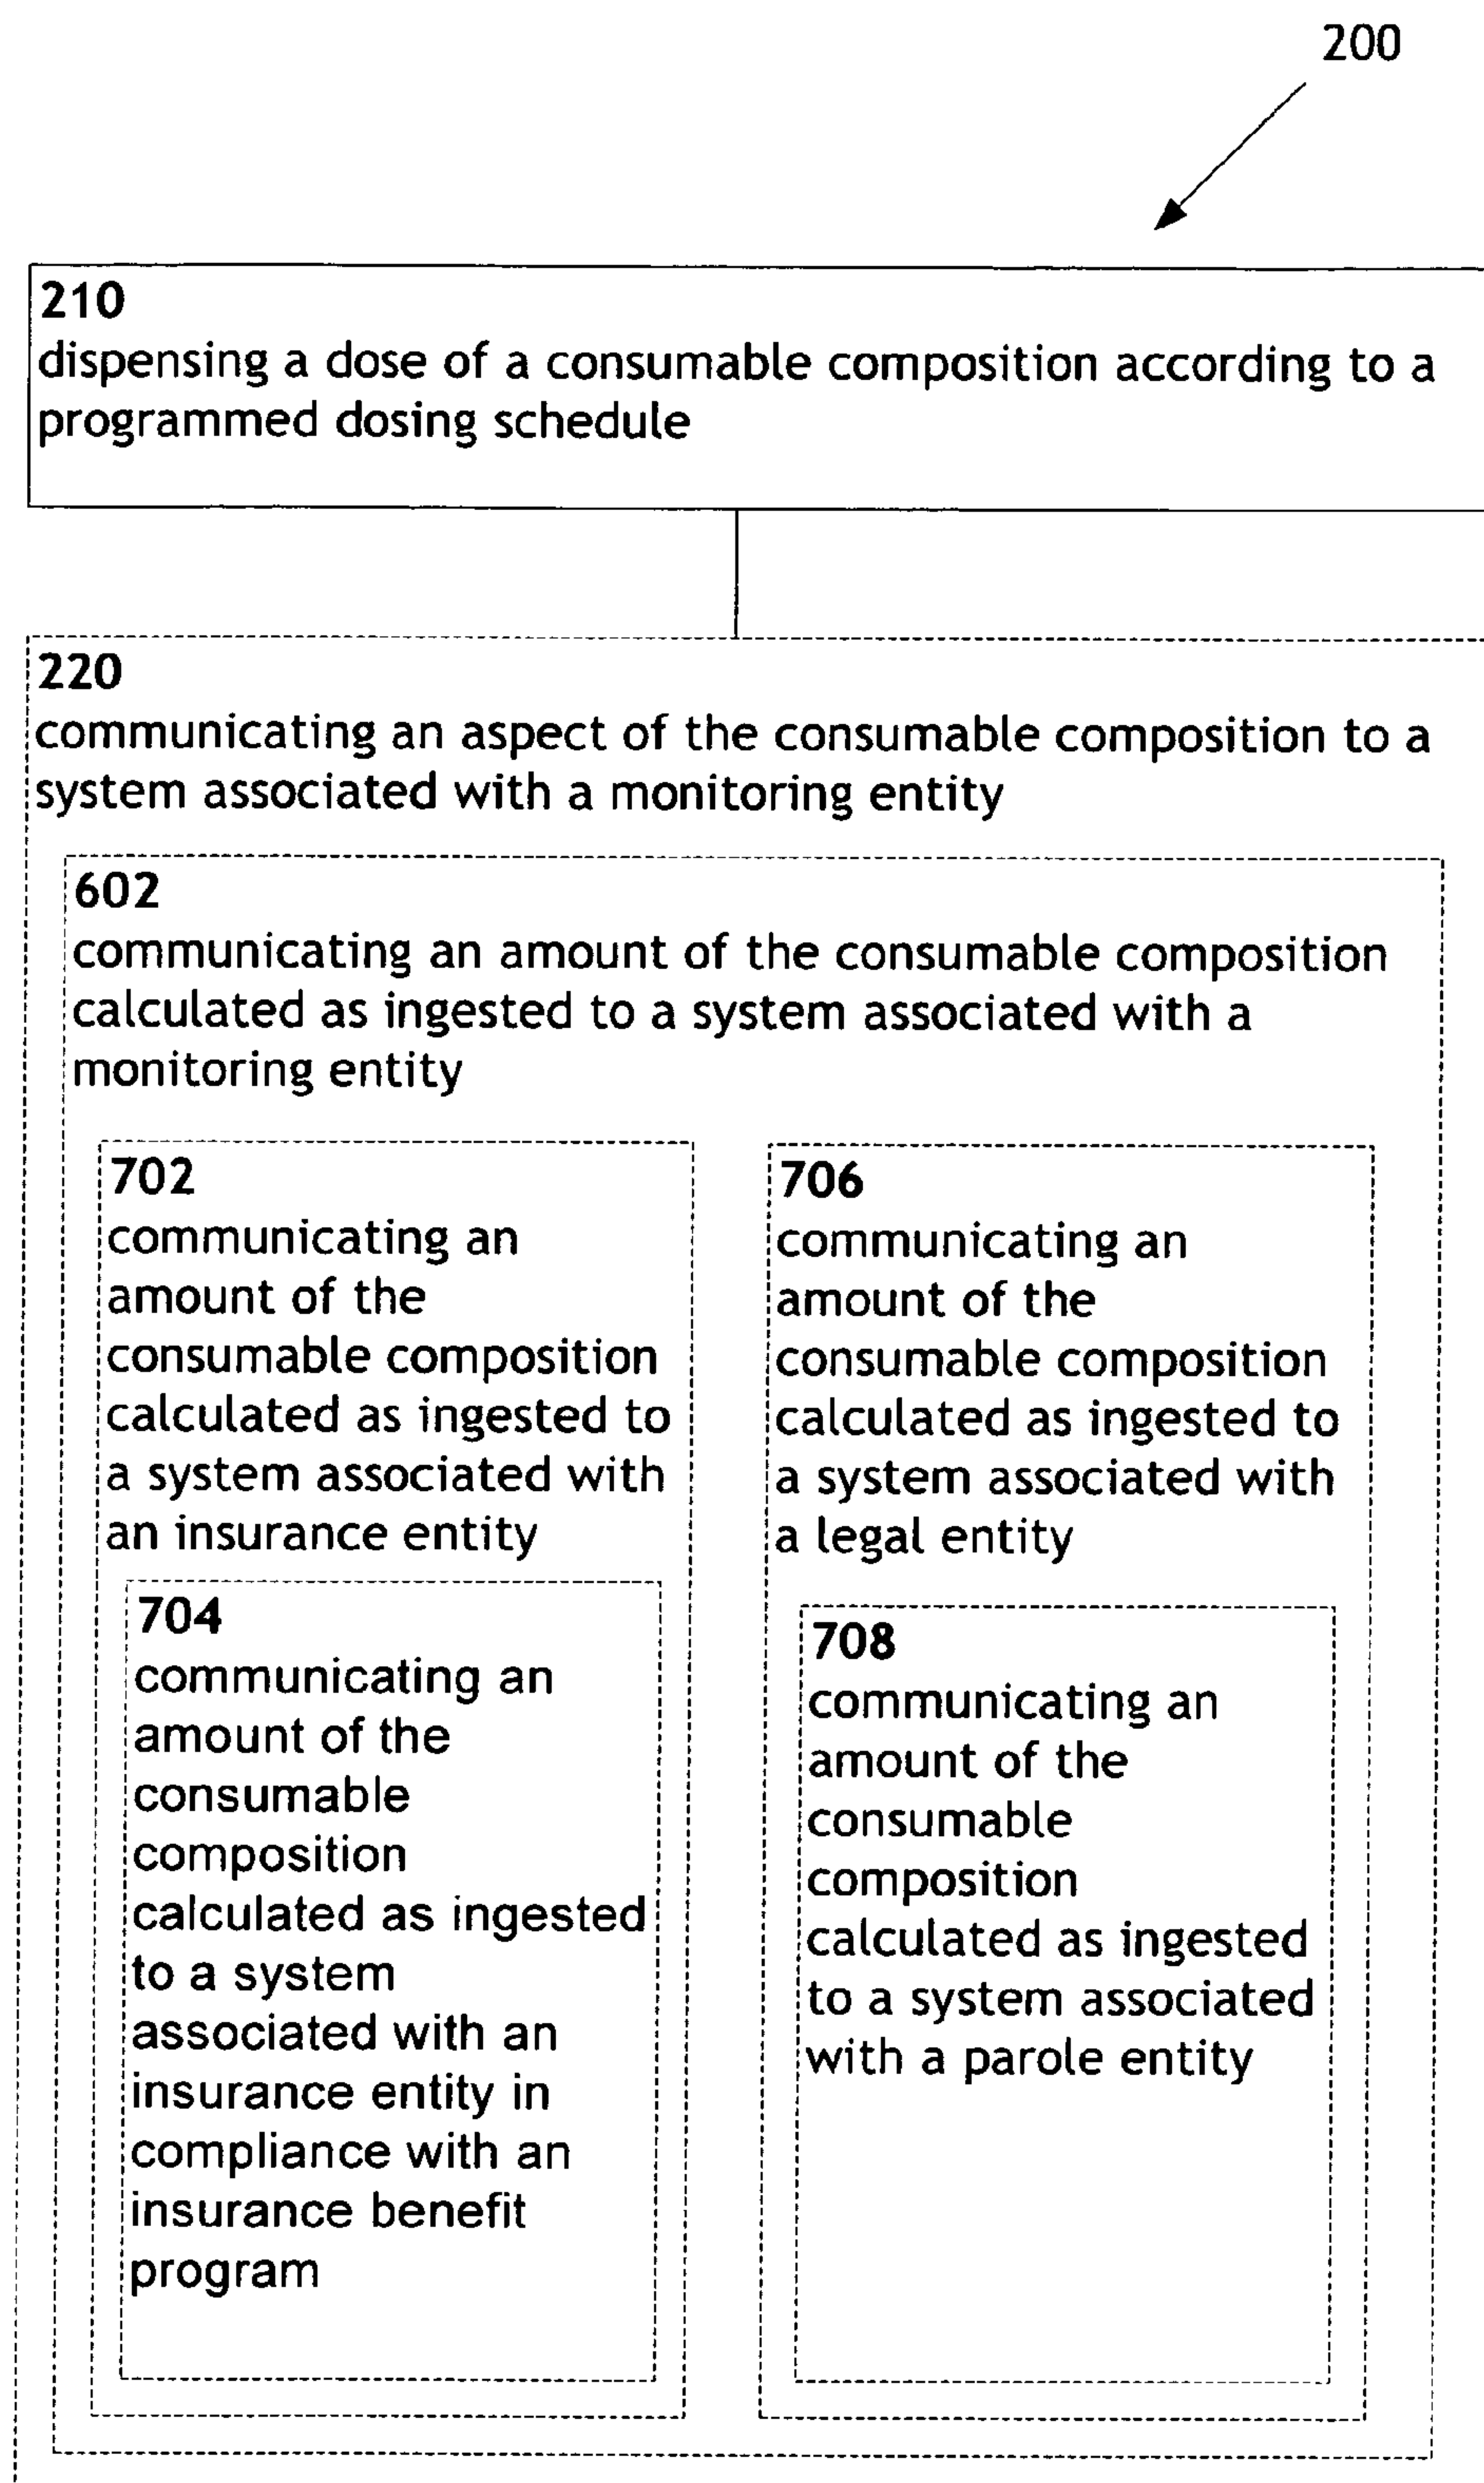 200
210
dispensing a dose of a consumable composition according to a
programmed dosing schedule
220
communicating an aspect of the consumable composition to a
system associated with a monitoring entity
602
communicating an amount of the consumable composition
calculated as ingested to a system associated with a
monitoring entity
702
communicating an
amount of the
consumable composition
calculated as ingested to
a system associated with
an insurance entity
704
communicating an
amount of the
consumable
composition
calculated as ingested
to a system
associated with an
insurance entity in
compliance with an
insurance benefit
program
706
communicating an
amount of the
consumable composition
calculated as ingested to
a system associated with
a legal entity
708
communicating an
amount of the
consumable
composition
calculated as ingested
to a system associated
with a parole entity